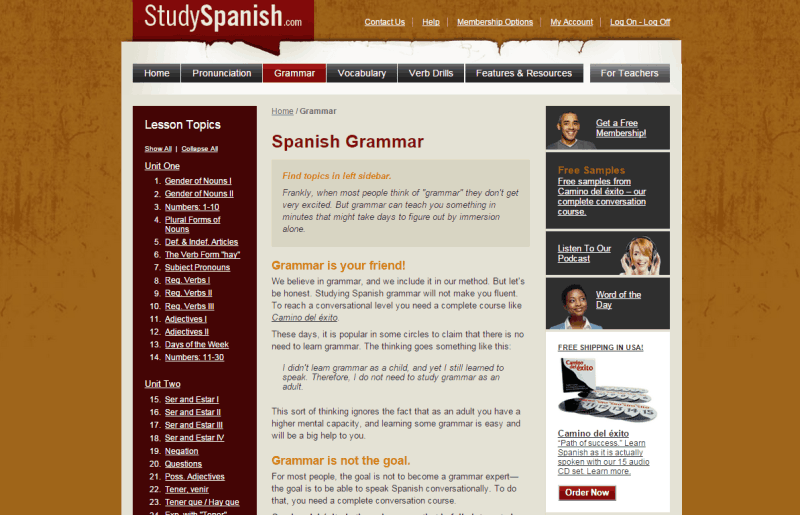 StudySpanish.com
Contact Us | Help | Membership Options | My Account | Log On - Log Off
Home
Pronunciation
Grammar
Vocabulary
Verb Drills
Features & Resources
For Teachers
Lesson Topics
Show All | Collapse All
Unit One
1. Gender of Nouns I
2. Gender of Nouns II
3. Numbers: 1-10
4. Plural Forms of
Nouns
5. Def. & Indef. Articles
6. The Verb Form "hay"
7. Subject Pronouns
8. Reg. Verbs I
9. Reg. Verbs II
10. Reg. Verbs III
11. Adjectives I
12. Adjectives II
13. Days of the Week
14. Numbers: 11-30
Unit Two
15. Ser and Estar I
16. Ser and Estar II
17. Ser and Estar III
18. Ser and Estar IV
19. Negation
20. Questions
21. Poss. Adjectives
22. Tener, venir
23. Tener que / Hay que
24. Exp. with "Tener"
Home / Grammar
Spanish Grammar
Find topics in left sidebar.
Frankly, when most people think of "grammar" they don't get
very excited. But grammar can teach you something in
minutes that might take days to figure out by immersion
alone.
Grammar is your friend!
We believe in grammar, and we include it in our method. But let's
be honest. Studying Spanish grammar will not make you fluent.
To reach a conversational level you need a complete course like
Camino del éxito.
These days, it is popular in some circles to claim that there is no
need to learn grammar. The thinking goes something like this:
I didn't learn grammar as a child, and yet I still learned to
speak. Therefore, I do not need to study grammar as an
adult.
This sort of thinking ignores the fact that as an adult you have a
higher mental capacity, and learning some grammar is easy and
will be a big help to you.
Grammar is not the goal.
For most people, the goal is not to become a grammar expert—
the goal is to be able to speak Spanish conversationally. To do
that, you need a complete conversation course.
Get a Free
Membership!
Free Samples
Free samples from
Camino del éxito – our
complete conversation
course.
Listen To Our
Podcast
Word of the
Day
FREE SHIPPING IN USA!
Camino
del éxito
11 12 13 14 15
Camino del éxito
"Path of success." Learn
Spanish as it is actually
spoken with our 15 audio
CD set. Learn more.
Order Now